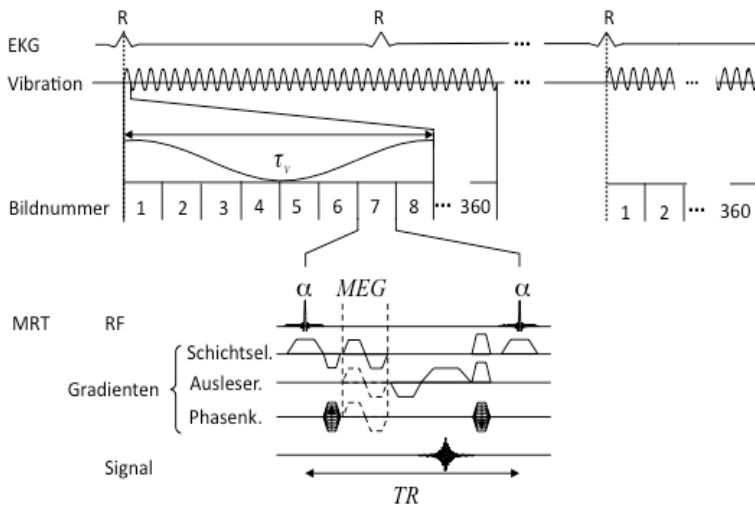 R R R
EKG ...
Vibration ... ...
τv
Bildnummer 1 2 3 4 5 6 7 8 ... 360 1 2 ... 360
α MEG α
MRT RF
Schichtsel.
Gradienten Ausleser.
Phasenk.
Signal
TR